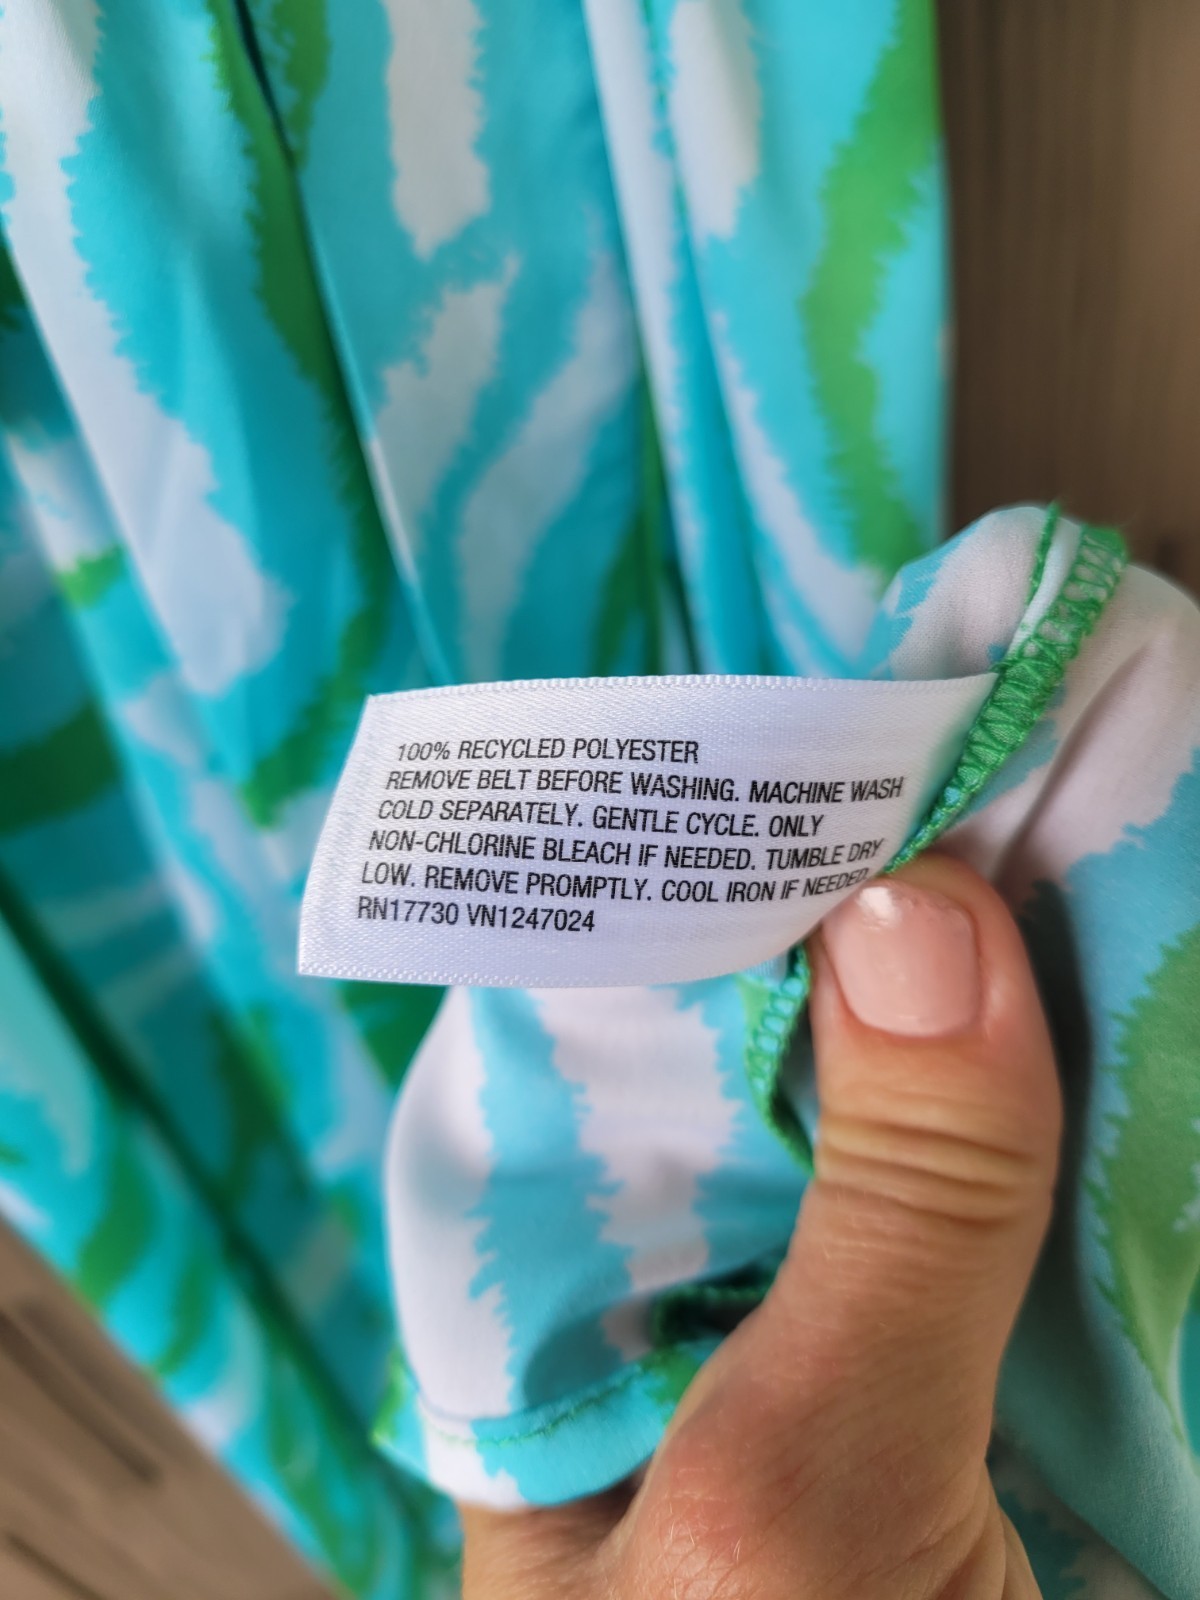 100% RECYCLED POLYESTER
REMOVE BELT BEFORE WASHING. MACHINE WASH
COLD SEPARATELY. GENTLE CYCLE. ONLY
NON-CHLORINE BLEACH IF NEEDED. TUMBLE DRY
LOW. REMOVE PROMPTLY. COOL IRON IF NEEDED.
RN17730 VN1247024